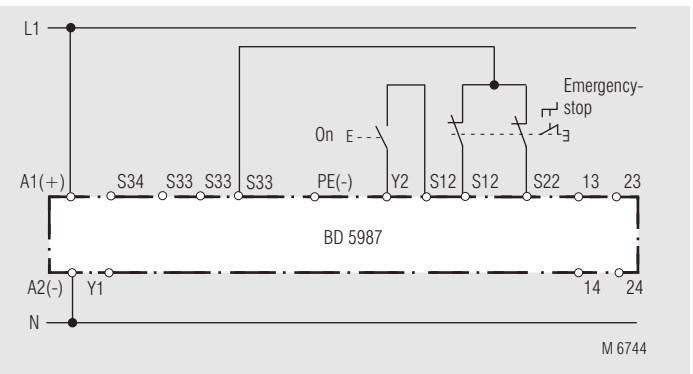 L1
Emergency-
stop
On E
A1(+) S34 S33 S33 S33 PE(-) Y2 S12 S12 S22 13 23
BD 5987
A2(-) Y1 14 24
N
M 6744